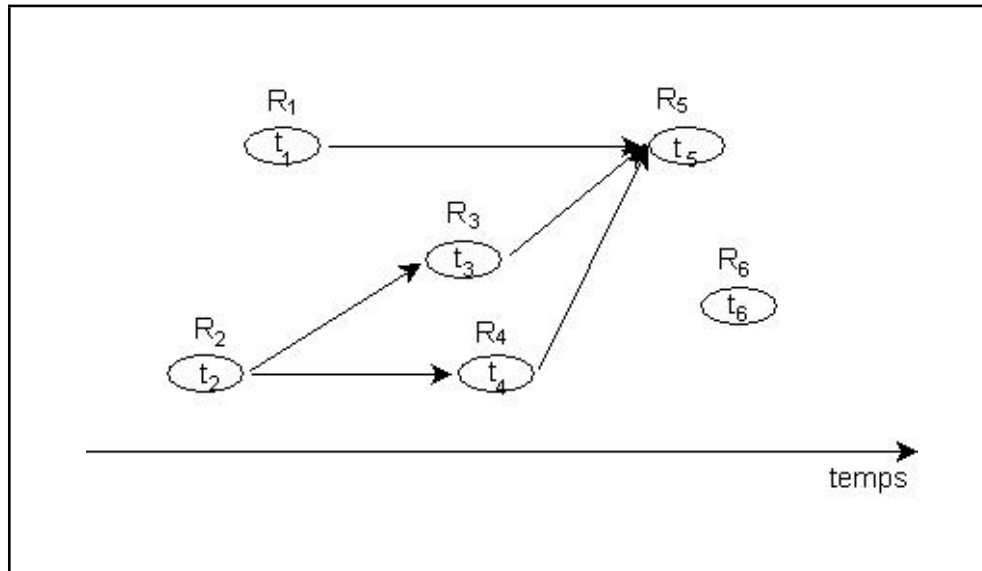 R₁
R₅
t₁
t₅
R₃
t₃
R₆
t₆
R₂
R₄
t₂
t₄
temps